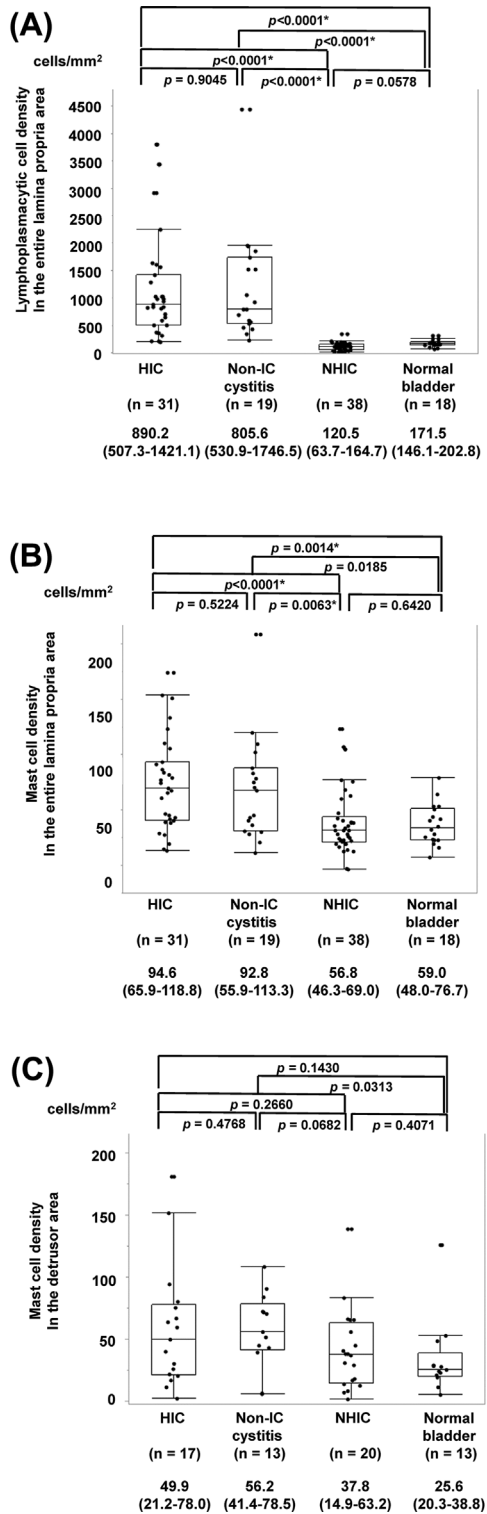 (A)
p<0.0001*
p<0.0001*
cells/mm²
p<0.0001*
p = 0.9045
p<0.0001*
p = 0.0578
Lymphoplasmacytic cell density
In the entire lamina propria area
4500
4000
3500
3000
2500
2000
1500
1000
500
0
HIC Non-IC NHIC Normal
cystitis bladder
(n = 31) (n = 19) (n = 38) (n = 18)
890.2 805.6 120.5 171.5
(507.3-1421.1) (530.9-1746.5) (63.7-164.7) (146.1-202.8)
(B)
p = 0.0014*
p = 0.0185
p<0.0001*
cells/mm²
p = 0.5224
p = 0.0063*
p = 0.6420
Mast cell density
In the entire lamina propria area
200
150
100
50
0
HIC Non-IC NHIC Normal
cystitis bladder
(n = 31) (n = 19) (n = 38) (n = 18)
94.6 92.8 56.8 59.0
(65.9-118.8) (55.9-113.3) (46.3-69.0) (48.0-76.7)
(C)
p = 0.1430
p = 0.0313
cells/mm²
p = 0.2660
p = 0.4768
p = 0.0682
p = 0.4071
Mast cell density
In the detrusor area
200
150
100
50
0
HIC Non-IC NHIC Normal
cystitis bladder
(n = 17) (n = 13) (n = 20) (n = 13)
49.9 56.2 37.8 25.6
(21.2-78.0) (41.4-78.5) (14.9-63.2) (20.3-38.8)